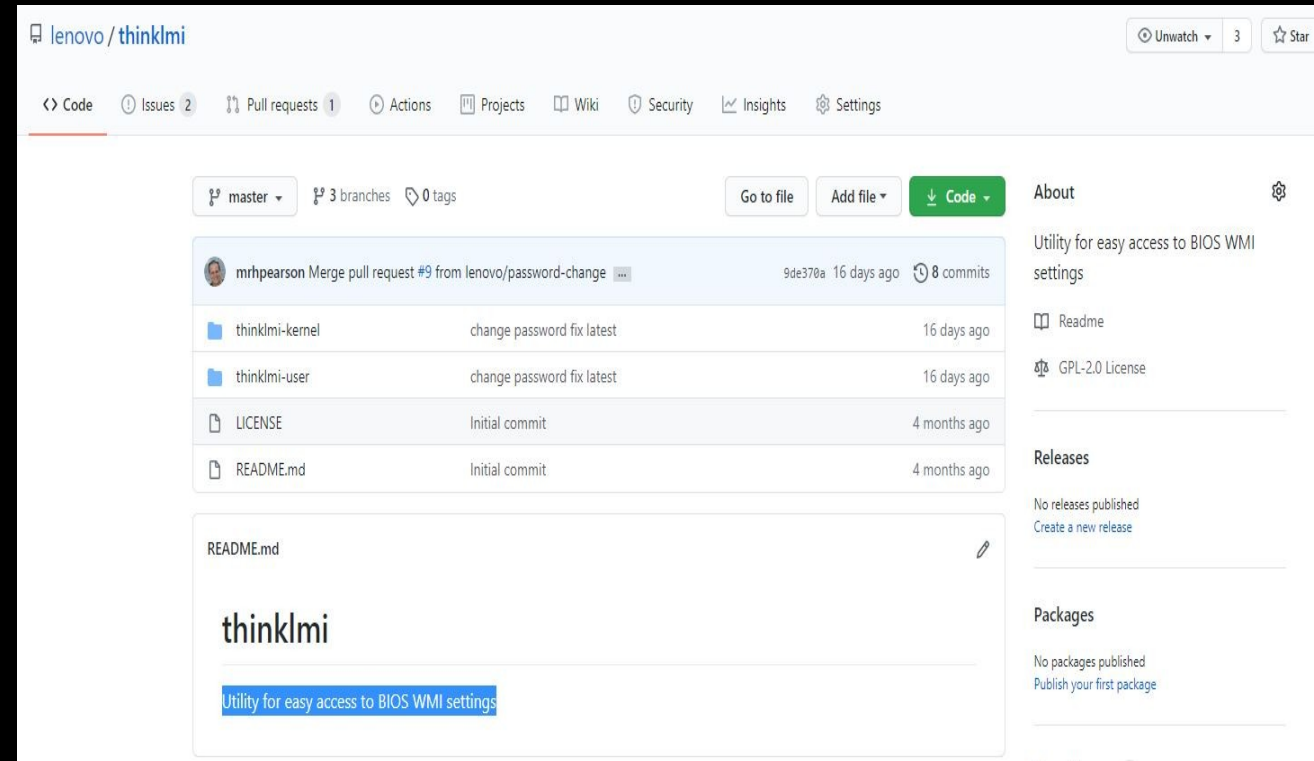 lenovo / thinklmi
Unwatch 3 Star
<> Code Issues 2 Pull requests 1 Actions Projects Wiki Security Insights Settings
master 3 branches 0 tags Go to file Add file Code
mrhpearson Merge pull request #9 from lenovo/password-change ... 9de370a 16 days ago 8 commits
thinklmi-kernel change password fix latest 16 days ago
thinklmi-user change password fix latest 16 days ago
LICENSE Initial commit 4 months ago
README.md Initial commit 4 months ago
README.md
thinklmi
Utility for easy access to BIOS WMI settings
About
Utility for easy access to BIOS WMI
settings
Readme
GPL-2.0 License
Releases
No releases published
Create a new release
Packages
No packages published
Publish your first package